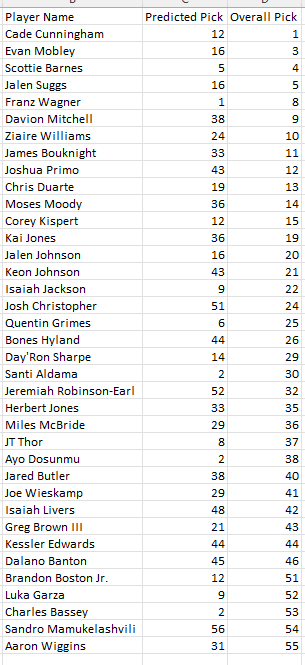 Player Name Predicted Pick Overall Pick
Cade Cunningham 12 1
Evan Mobley 16 3
Scottie Barnes 5 4
Jalen Suggs 16 5
Franz Wagner 1 8
Davion Mitchell 38 9
Ziaire Williams 24 10
James Bouknight 33 11
Joshua Primo 43 12
Chris Duarte 19 13
Moses Moody 36 14
Corey Kispert 12 15
Kai Jones 36 19
Jalen Johnson 16 20
Keon Johnson 43 21
Isaiah Jackson 9 22
Josh Christopher 51 24
Quentin Grimes 6 25
Bones Hyland 44 26
Day'Ron Sharpe 14 29
Santi Aldama 2 30
Jeremiah Robinson-Earl 52 32
Herbert Jones 33 35
Miles McBride 29 36
JT Thor 8 37
Ayo Dosunmu 2 38
Jared Butler 38 40
Joe Wieskamp 29 41
Isaiah Livers 48 42
Greg Brown III 21 43
Kessler Edwards 44 44
Dalano Banton 45 46
Brandon Boston Jr. 12 51
Luka Garza 9 52
Charles Bassey 2 53
Sandro Mamukelashvili 56 54
Aaron Wiggins 31 55